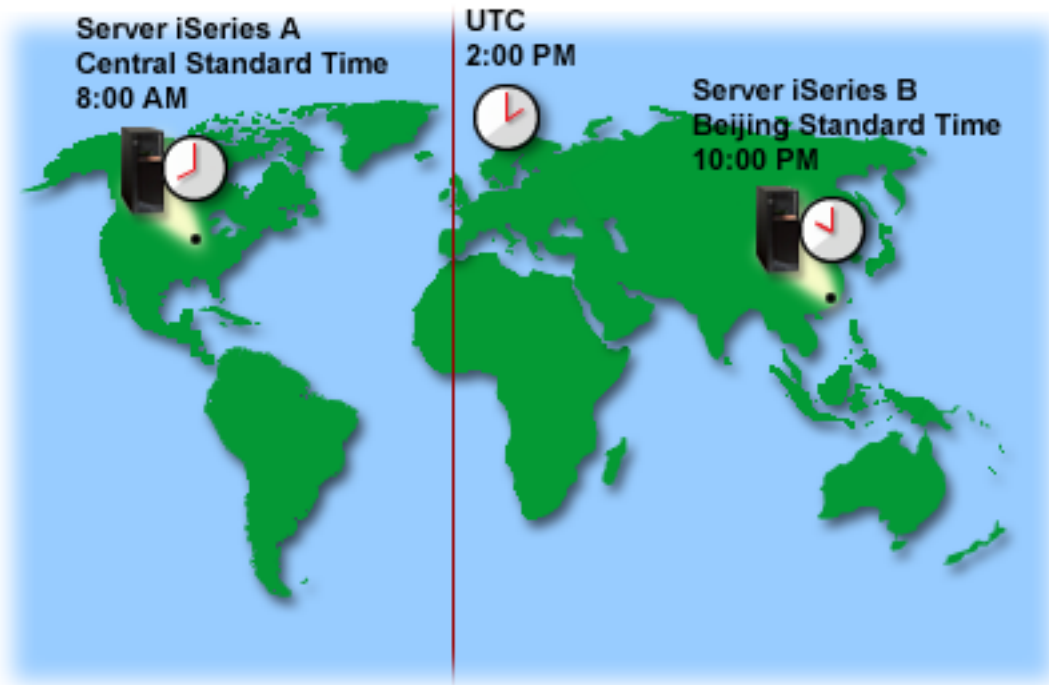 Server iSeries A
Central Standard Time
8:00 AM
UTC
2:00 PM
Server iSeries B
Beijing Standard Time
10:00 PM